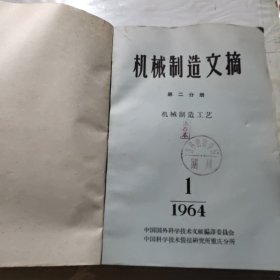 机械制造文摘
第二分册
机械制造工艺
1
1964
中国国外科学技术文献编译委员会
中国科学技术情报研究所重庆分所